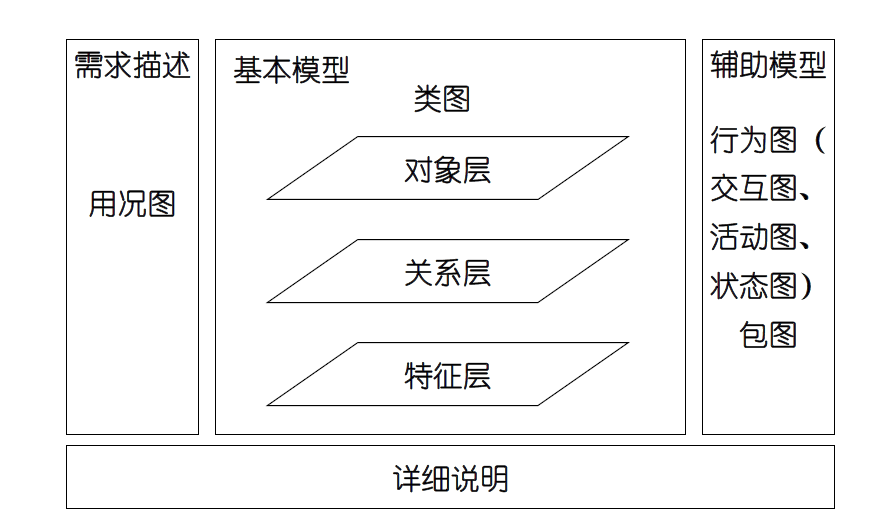 需求描述
用况图
基本模型
类图
对象层
关系层
特征层
辅助模型
行为图（
交互图、
活动图、
状态图）
包图
详细说明